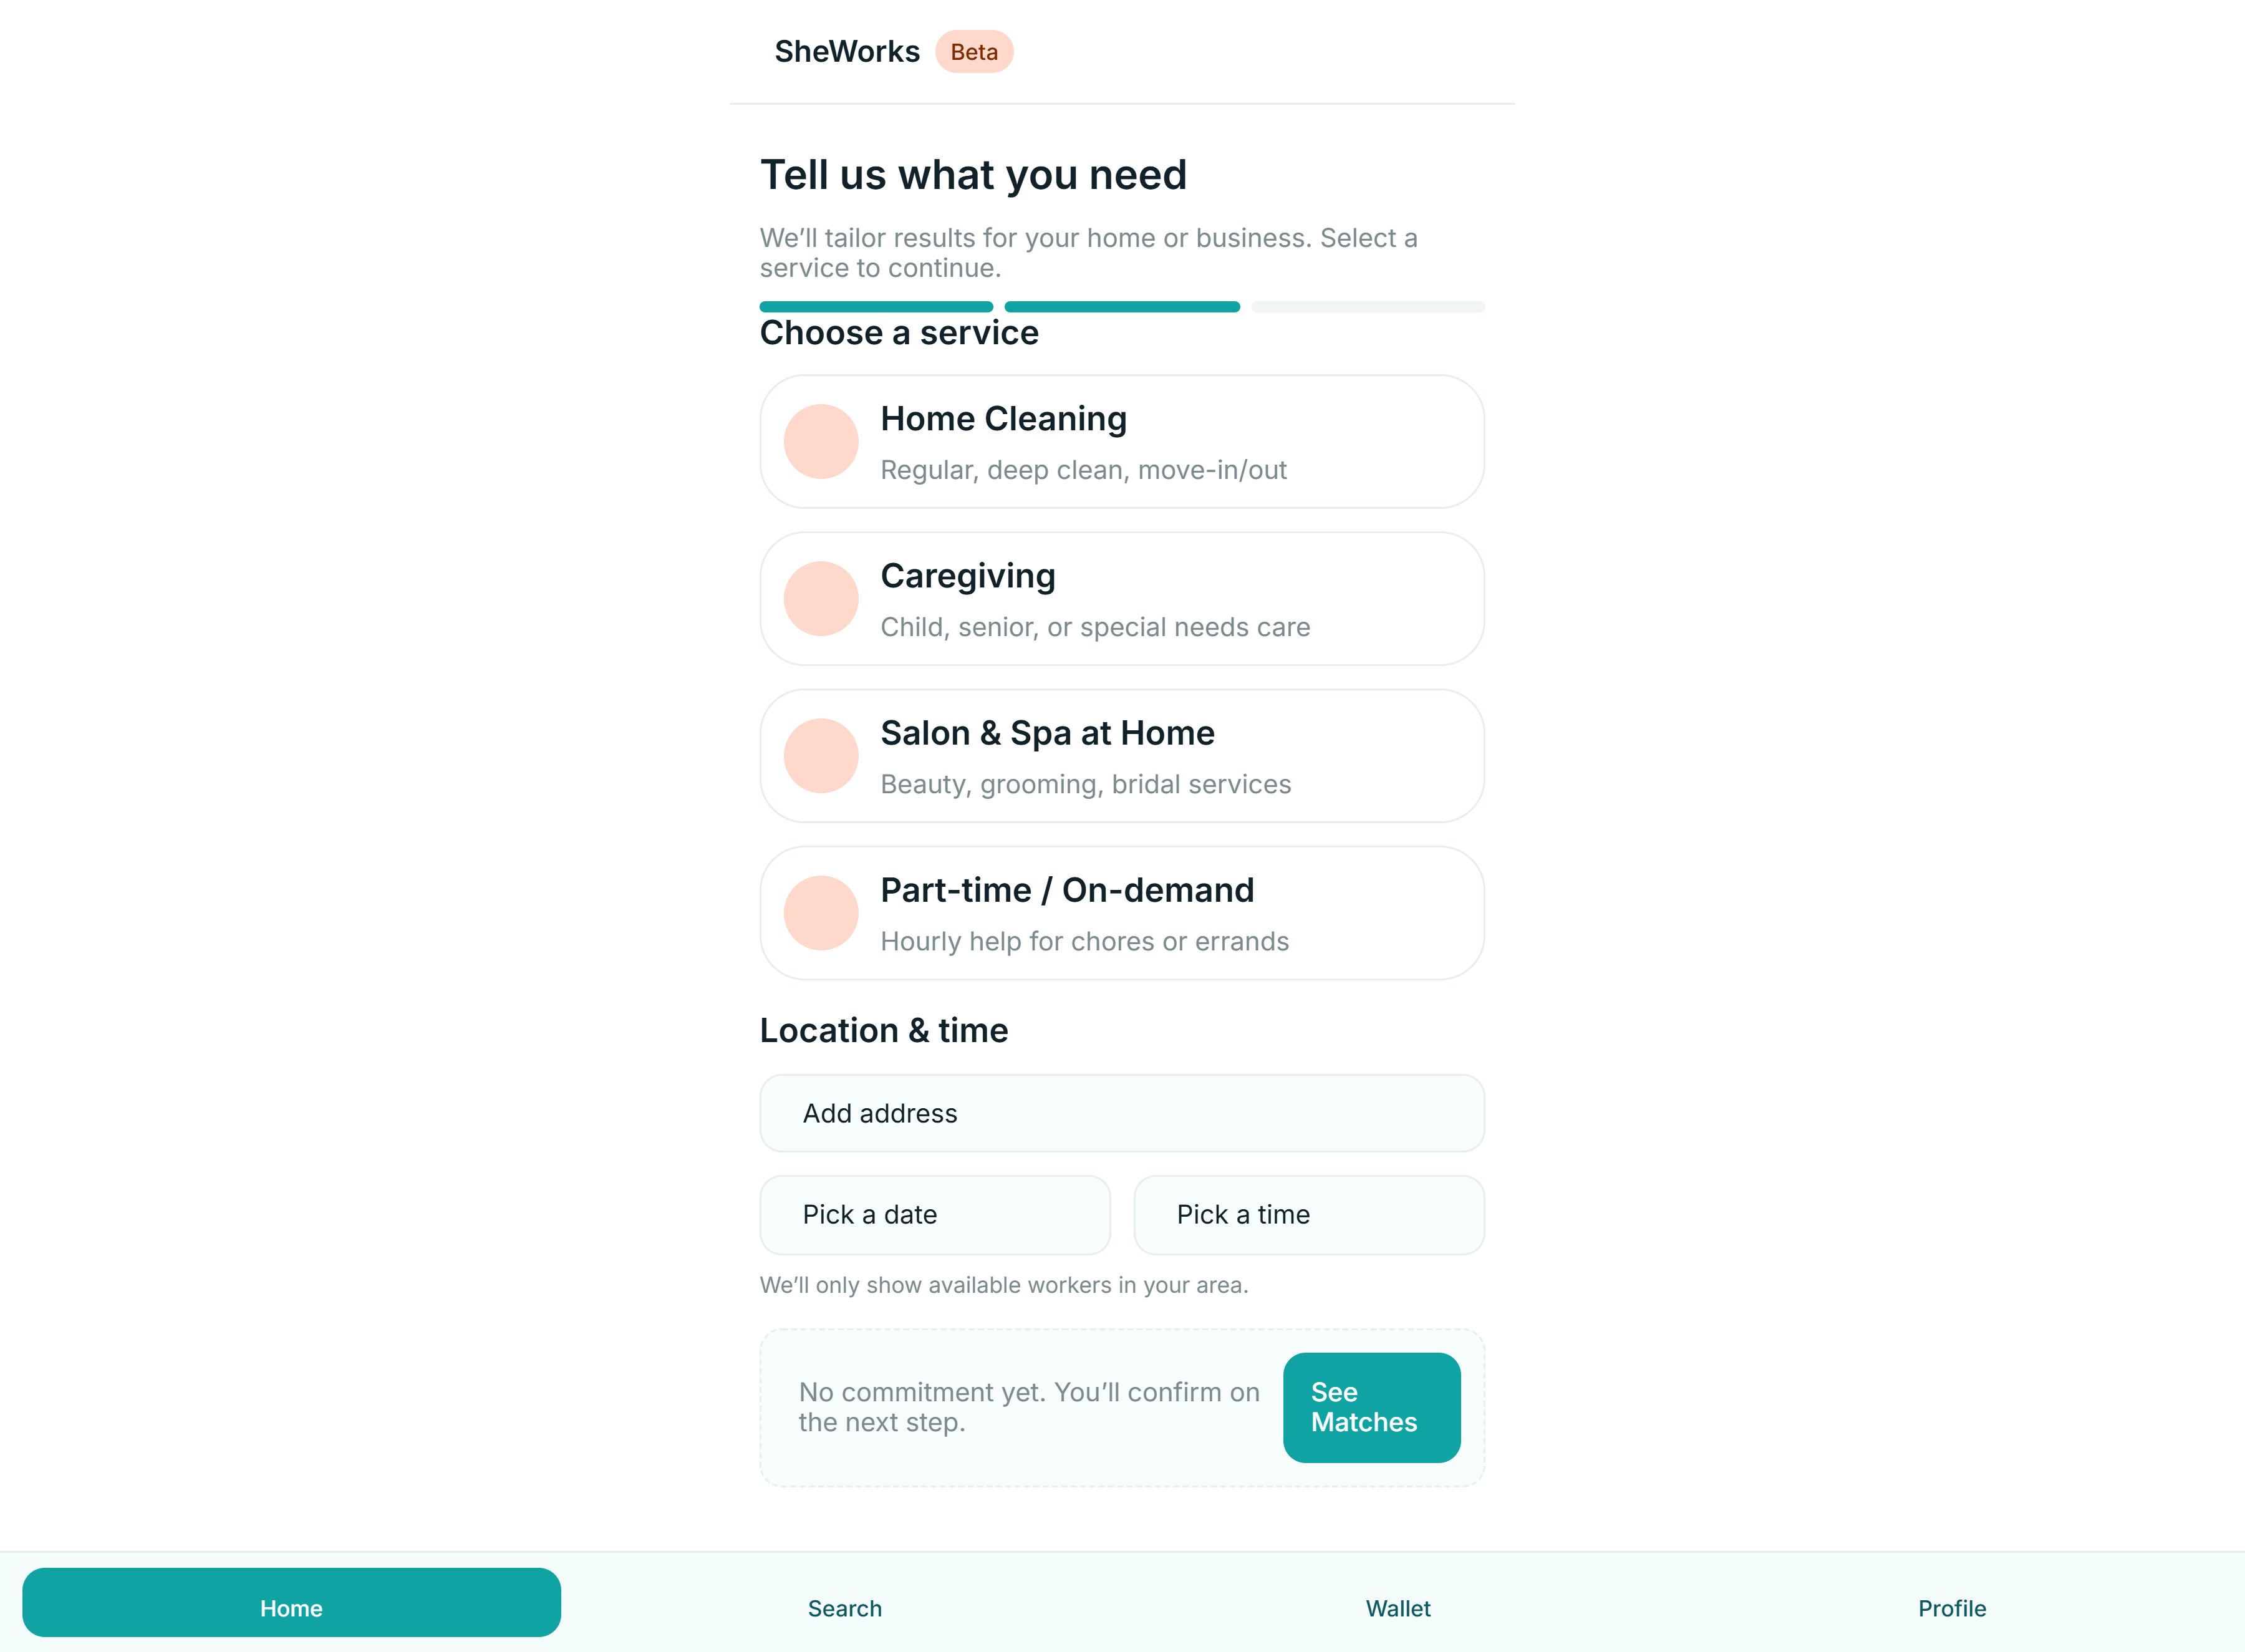 SheWorks Beta
Tell us what you need
We’ll tailor results for your home or business. Select a
service to continue.
Choose a service
Home Cleaning
Regular, deep clean, move-in/out
Caregiving
Child, senior, or special needs care
Salon & Spa at Home
Beauty, grooming, bridal services
Part-time / On-demand
Hourly help for chores or errands
Location & time
Add address
Pick a date
Pick a time
We’ll only show available workers in your area.
No commitment yet. You’ll confirm on
the next step.
See
Matches
Home
Search
Wallet
Profile